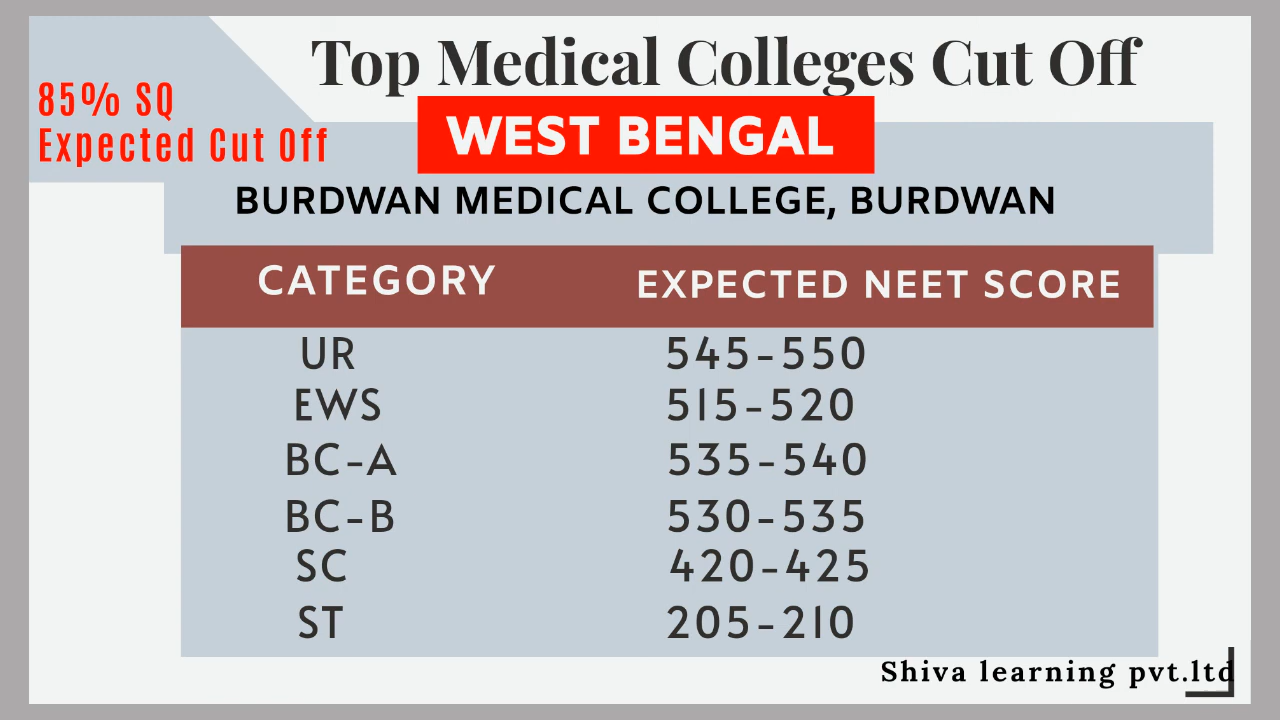 Top Medical Colleges Cut Off
85% SQ
Expected Cut Off
WEST BENGAL
BURDWAN MEDICAL COLLEGE, BURDWAN
CATEGORY EXPECTED NEET SCORE
UR 545-550
EWS 515-520
BC-A 535-540
BC-B 530-535
SC 420-425
ST 205-210
Shiva learning pvt.ltd